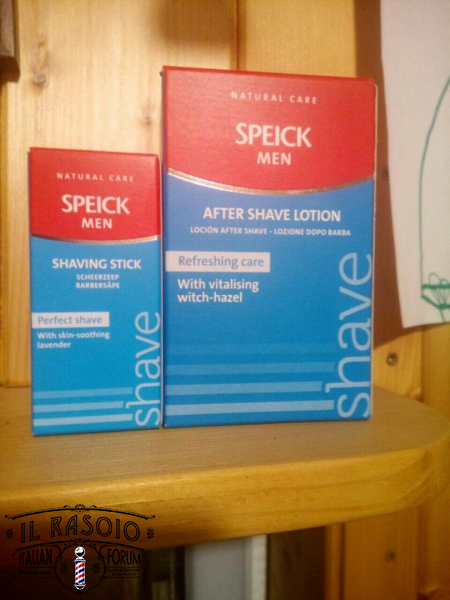 NATURAL CARE
SPEICK
MEN
SHAVING STICK
SCHEERZEEP
BARBERSÅPE
Perfect shave
With skin-soothing
lavender
shave
NATURAL CARE
SPEICK
MEN
AFTER SHAVE LOTION
LOCIÓN AFTER SHAVE - LOZIONE DOPO BARBA
Refreshing care
With vitalising
witch-hazel
shave
IL RASOIO
ITALIAN FORUM